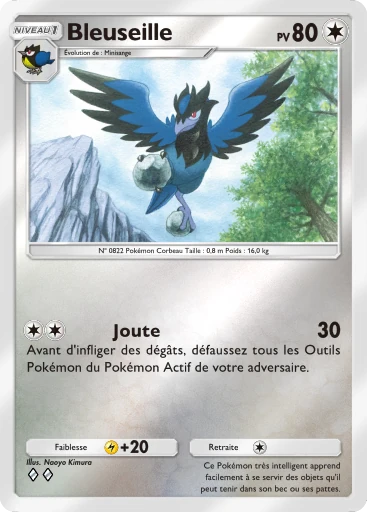 NIVEAU 1
Bleuseille
PV 80
Évolution de : Minisange
N° 0822 Pokémon Corbeau Taille : 0,8 m Poids : 16,0 kg
Joute 30
Avant d'infliger des dégâts, défaussez tous les Outils
Pokémon du Pokémon Actif de votre adversaire.
Faiblesse +20
Retraite
Illus. Naoyo Kimura
Ce Pokémon très intelligent apprend
facilement à se servir des objets qu'il
peut tenir dans son bec ou ses pattes.